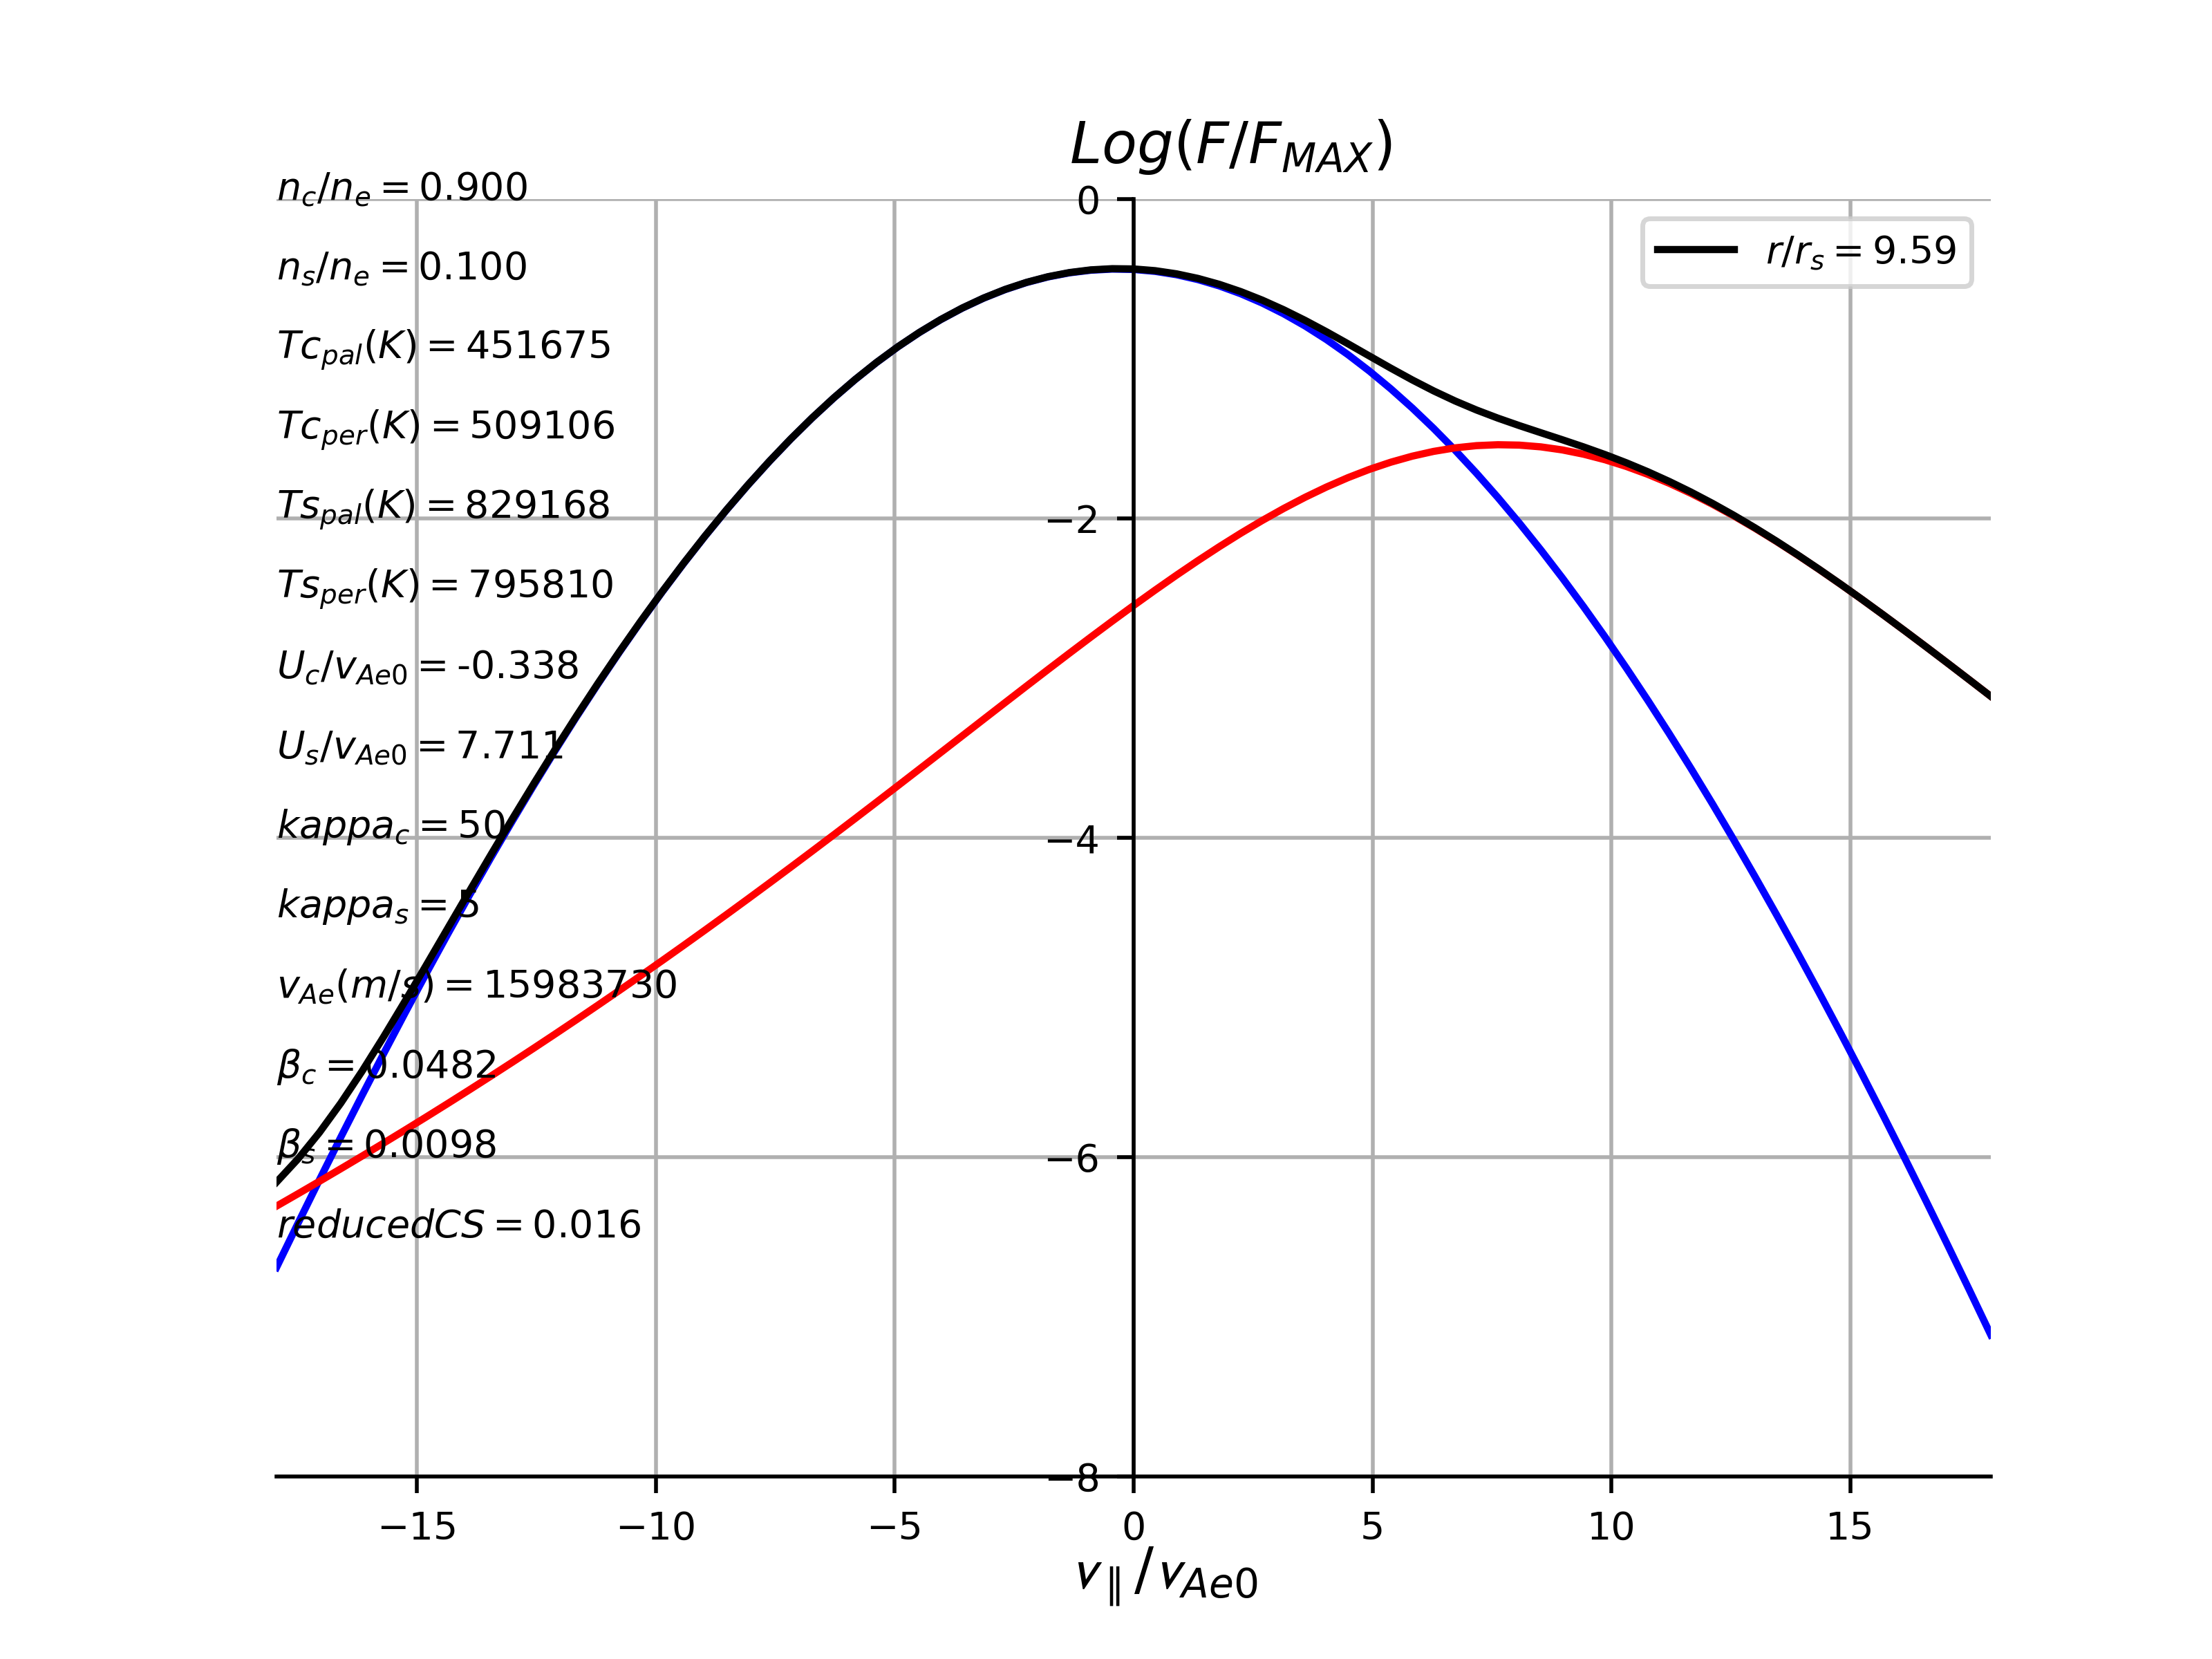 Log(F/F_MAX)
n_c/n_e = 0.900
n_s/n_e = 0.100
Tc_pal(K) = 451675
Tc_per(K) = 509106
Ts_pal(K) = 829168
Ts_per(K) = 795810
U_c/v_Ae0 = -0.338
U_s/v_Ae0 = 7.711
kappa_c = 50
kappa_s = 5
v_Ae(m/s) = 15983730
β_c = 0.0482
β_s = 0.0098
reducedCS = 0.016
r/r_s = 9.59
0
−2
−4
−6
−8
−15 −10 −5 0 5 10 15
v_∥/v_Ae0